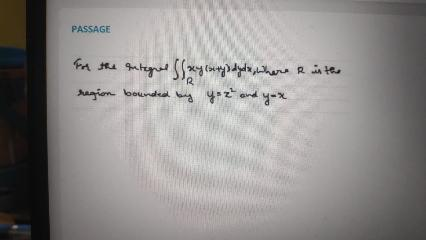 PASSAGE
For the Integral ∬xy(x+y)dydx, where R is the
R
region bounded by y=x² and y=x